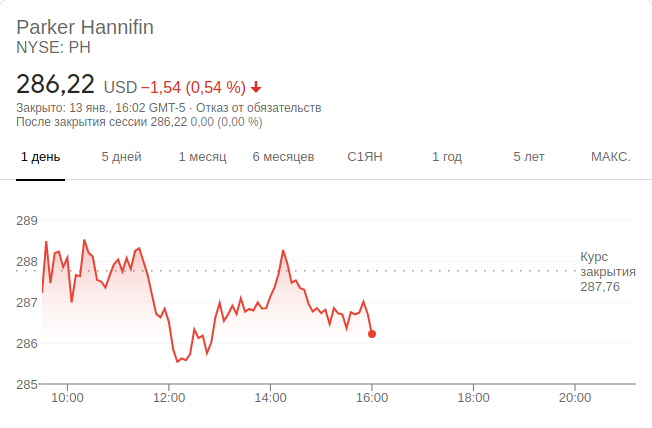 Parker Hannifin
NYSE: PH
286,22 USD −1,54 (0,54 %)
Закрыто: 13 янв., 16:02 GMT-5 · Отказ от обязательств
После закрытия сессии 286,22 0,00 (0,00 %)
1 день 5 дней 1 месяц 6 месяцев С1ЯН 1 год 5 лет МАКС.
289
288
287
286
285
Курс
закрытия
287,76
10:00 12:00 14:00 16:00 18:00 20:00